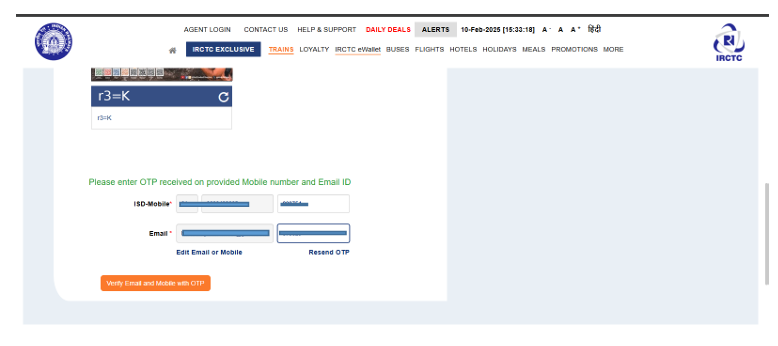 AGENT LOGIN CONTACT US HELP & SUPPORT DAILY DEALS ALERTS 10-Feb-2025 [15:33:18] A- A A+ हिंदी
IRCTC EXCLUSIVE TRAINS LOYALTY IRCTC eWallet BUSES FLIGHTS HOTELS HOLIDAYS MEALS PROMOTIONS MORE
IRCTC
r3=K
r3=K
Please enter OTP received on provided Mobile number and Email ID
ISD-Mobile*
Email *
Edit Email or Mobile Resend OTP
Verify Email and Mobile with OTP